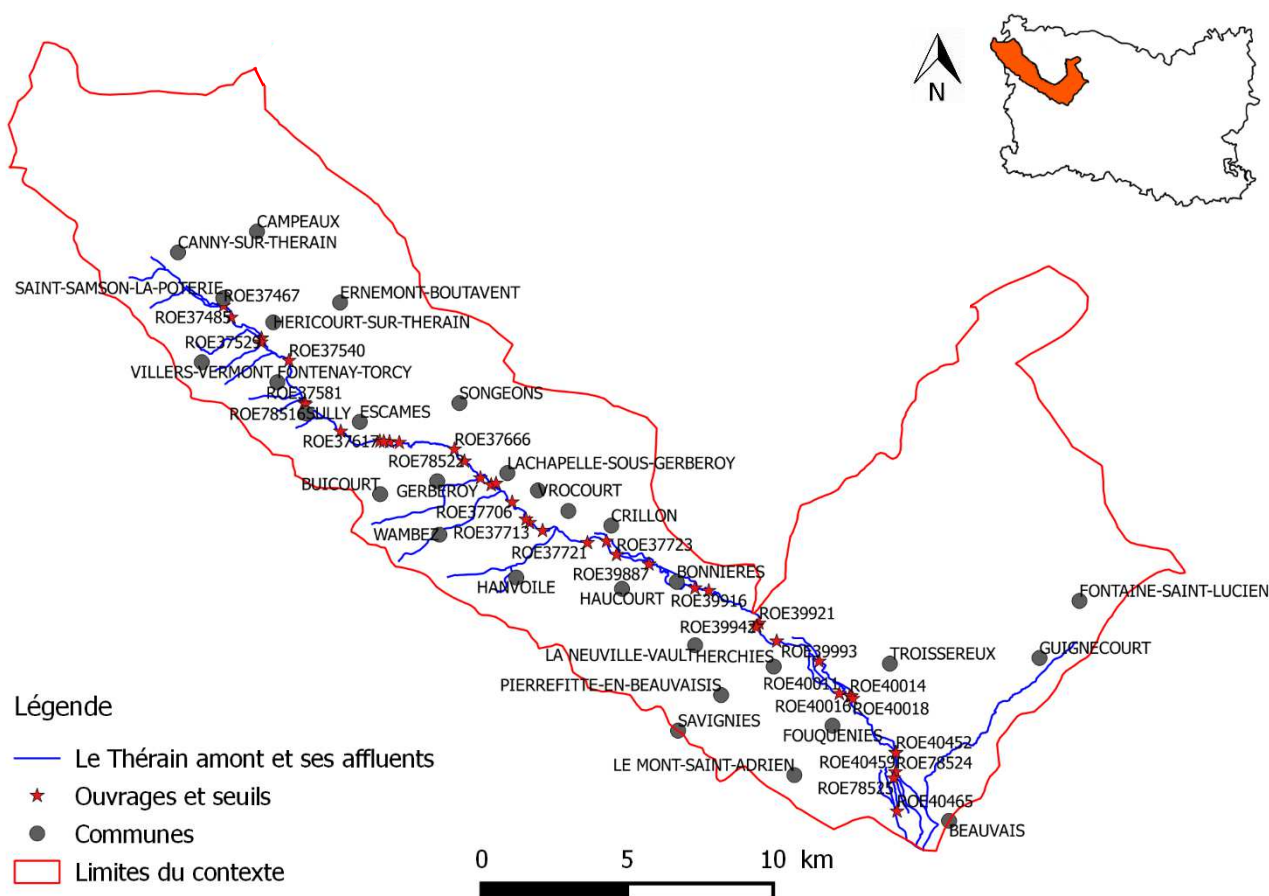 N
CAMPEAUX
CANNY-SUR-THERAIN
SAINT-SAMSON-LA-POTERIE
ROE37467
ERNEMONT-BOUTAVENT
ROE37485
HERICOURT-SUR-THERAIN
ROE37529
ROE37540
VILLERS-VERMONT
FONTENAY-TORCY
ROE37581
SONGEONS
ROE78516
SULLY
ESCAMES
ROE37617
ROE37666
ROE78522
LACHAPELLE-SOUS-GERBEROY
BUICOURT
GERBEROY
VROCOURT
ROE37706
CRILLON
WAMBEZ
ROE37713
ROE37721
ROE37723
ROE39887
BONNIERES
HANVOILE
HAUCOURT
ROE39916
FONTAINE-SAINT-LUCIEN
ROE39921
ROE39942
LA NEUVILLE-VAULT
HERCHIES
ROE39993
TROISSEREUX
GUIGNECOURT
PIERREFITTE-EN-BEAUVAISIS
ROE40011
ROE40014
ROE40016
ROE40018
SAVIGNIES
FOUQUENIES
ROE40452
LE MONT-SAINT-ADRIEN
ROE40459
ROE78524
ROE78525
ROE40465
BEAUVAIS
Légende
Le Thérain amont et ses affluents
Ouvrages et seuils
Communes
Limites du contexte
0 5 10 km